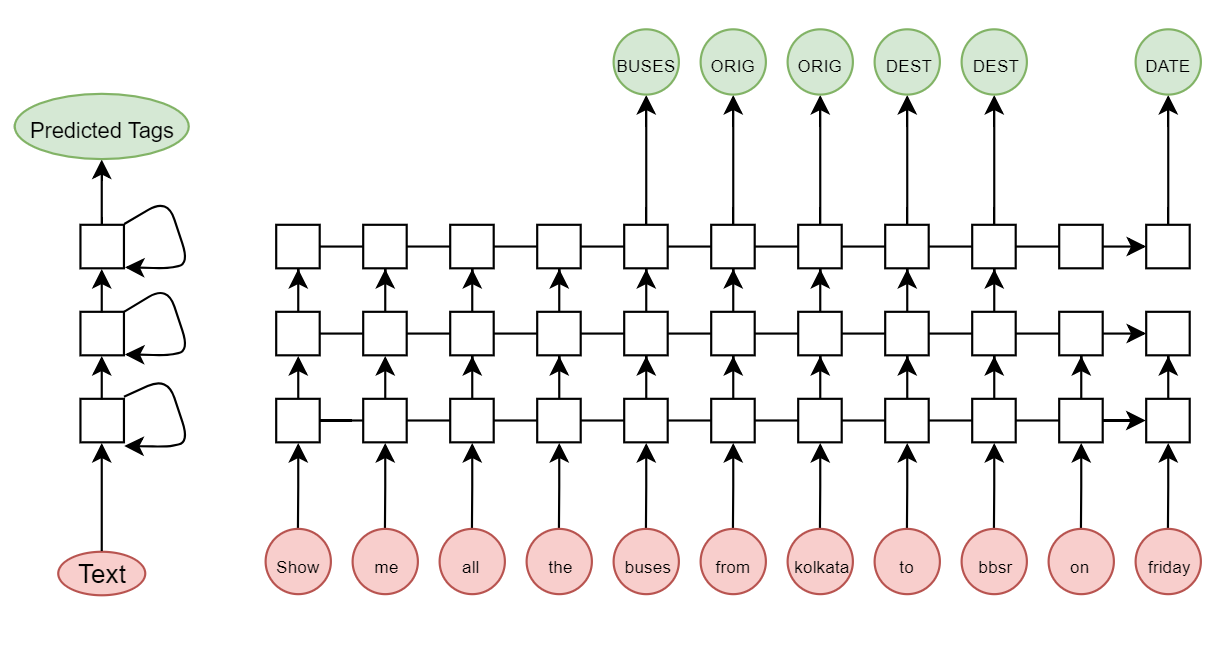 BUSES
ORIG
ORIG
DEST
DEST
DATE
Predicted Tags
Text
Show
me
all
the
buses
from
kolkata
to
bbsr
on
friday